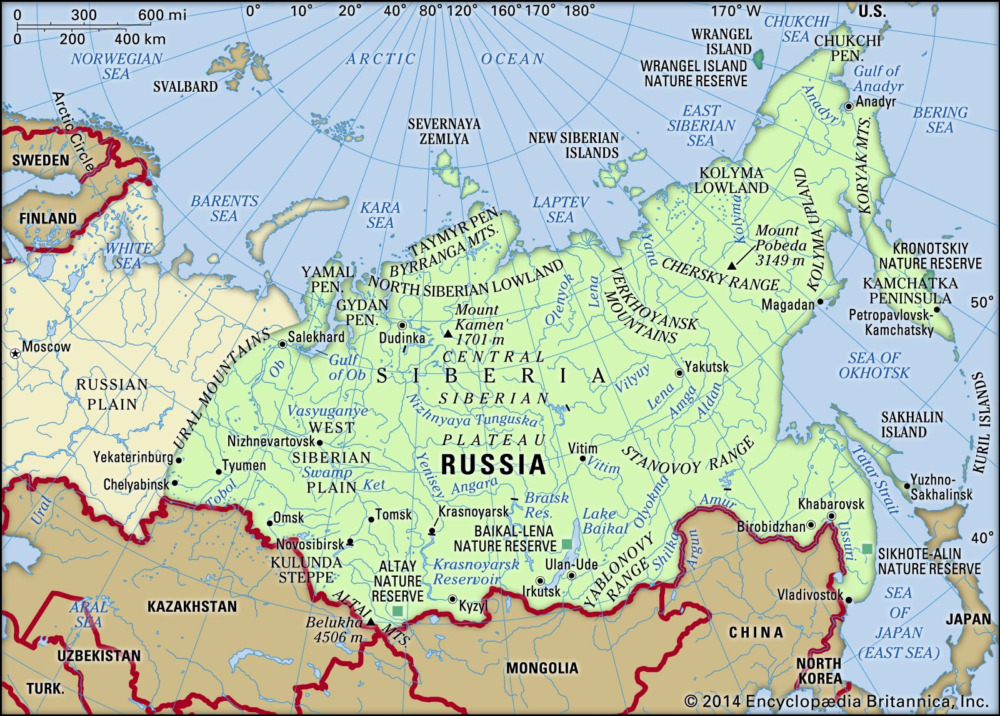 0 300 600 mi
0 200 400 km
0° 10° 20° 40° 80° 120° 160° 170° 180° 170° W
U.S.
CHUKCHI
SEA
CHUKCHI
PEN.
WRANGEL
ISLAND
WRANGEL ISLAND
NATURE RESERVE
NORWEGIAN
SEA
ARCTIC OCEAN
SVALBARD
Gulf of
Anadyr
Anadyr
Anadyr
Arctic Circle
EAST
SIBERIAN
SEA
BERING
SEA
SEVERNAYA
ZEMLYA
NEW SIBERIAN
ISLANDS
SWEDEN
KOLYMA
LOWLAND
KORYAK MTS.
KOLYMA UPLAND
BARENTS
SEA
KARA
SEA
LAPTEV
SEA
FINLAND
WHITE
SEA
TAYMYR PEN.
BYRRANGA MTS.
Kolyma
Mount
Pobeda
3149 m
Yana
KRONOTSKIY
NATURE RESERVE
YAMAL
PEN.
NORTH SIBERIAN LOWLAND
Olenyok
Lena
VERKHOYANSK
MOUNTAINS
CHERSKY RANGE
KAMCHATKA
PENINSULA
GYDAN
PEN.
Mount
Kamen'
1701 m
Magadan
Petropavlovsk-
Kamchatsky
50°
Moscow
URAL MOUNTAINS
Salekhard
Dudinka
Gulf
of Ob
Ob
CENTRAL
SIBERIA
SIBERIAN
PLATEAU
Yakutsk
SEA OF
OKHOTSK
RUSSIAN
PLAIN
Vilyuy
Lena
Amga
Aldan
KURIL ISLANDS
Nizhnyaya Tunguska
Vasyuganye
WEST
SIBERIAN
Swamp
PLAIN
Ket
Nizhnevartovsk
SAKHALIN
ISLAND
RUSSIA
Vitim
Vitim
STANOVOY RANGE
Yekaterinburg
Tyumen
Chelyabinsk
Tobol
Yenisey
Angara
Tatar Strait
Yuzhno-
Sakhalinsk
Ural
Bratsk
Res.
Olyokma
Amur
Khabarovsk
Omsk
Tomsk
Krasnoyarsk
Lake
Baikal
Birobidzhan
Ussuri
40°
BAIKAL-LENA
NATURE RESERVE
Novosibirsk
KULUNDA
STEPPE
ALTAY
NATURE
RESERVE
Krasnoyarsk
Reservoir
Ulan-Ude
Irkutsk
YABLONOVY
RANGE
Shilka
Argun
SIKHOTE-ALIN
NATURE RESERVE
Vladivostok
SEA
OF
JAPAN
(EAST SEA)
KAZAKHSTAN
ARAL
SEA
ALTAI MTS.
Kyzyl
Belukha
4506 m
JAPAN
CHINA
UZBEKISTAN
MONGOLIA
NORTH
KOREA
TURK.
© 2014 Encyclopædia Britannica, Inc.